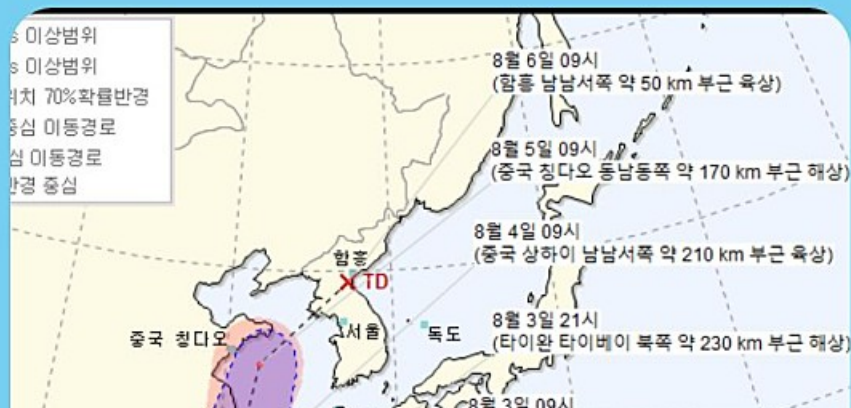 이상범위
이상범위
70%확률반경
이동경로
이동경로
반경 중심
8월 6일 09시
(함흥 남남서쪽 약 50 km 부근 육상)
8월 5일 09시
(중국 칭다오 동남동쪽 약 170 km 부근 해상)
8월 4일 09시
(중국 상하이 남남서쪽 약 210 km 부근 육상)
함흥
TD
8월 3일 21시
(타이완 타이베이 북쪽 약 230 km 부근 해상)
중국 칭다오
서울
독도
8월 3일 09시